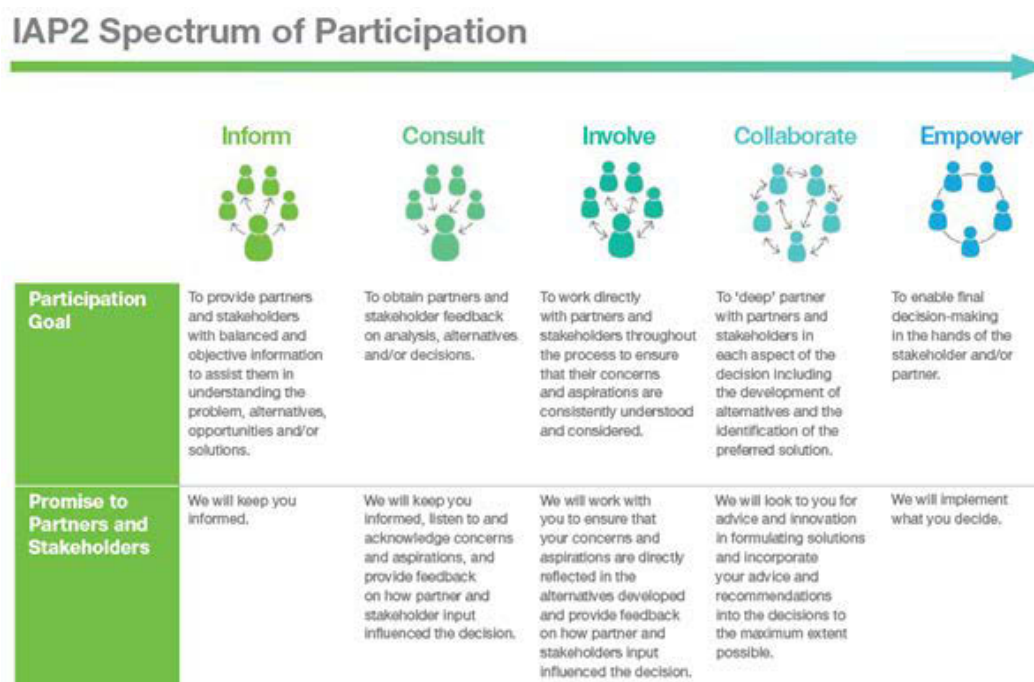 IAP2 Spectrum of Participation
Inform
Consult
Involve
Collaborate
Empower
Participation
Goal
To provide partners
and stakeholders
with balanced and
objective information
to assist them in
understanding the
problem, alternatives,
opportunities and/or
solutions.
To obtain partners and
stakeholder feedback
on analysis, alternatives
and/or decisions.
To work directly
with partners and
stakeholders throughout
the process to ensure
that their concerns
and aspirations are
consistently understood
and considered.
To 'deep' partner
with partners and
stakeholders in
each aspect of the
decision including
the development of
alternatives and the
identification of the
preferred solution.
To enable final
decision-making
in the hands of the
stakeholder and/or
partner.
Promise to
Partners and
Stakeholders
We will keep you
informed.
We will keep you
informed, listen to and
acknowledge concerns
and aspirations, and
provide feedback
on how partner and
stakeholder input
influenced the decision.
We will work with
you to ensure that
your concerns and
aspirations are directly
reflected in the
alternatives developed
and provide feedback
on how partner and
stakeholders input
influenced the decision.
We will look to you for
advice and innovation
in formulating solutions
and incorporate
your advice and
recommendations
into the decisions to
the maximum extent
possible.
We will implement
what you decide.